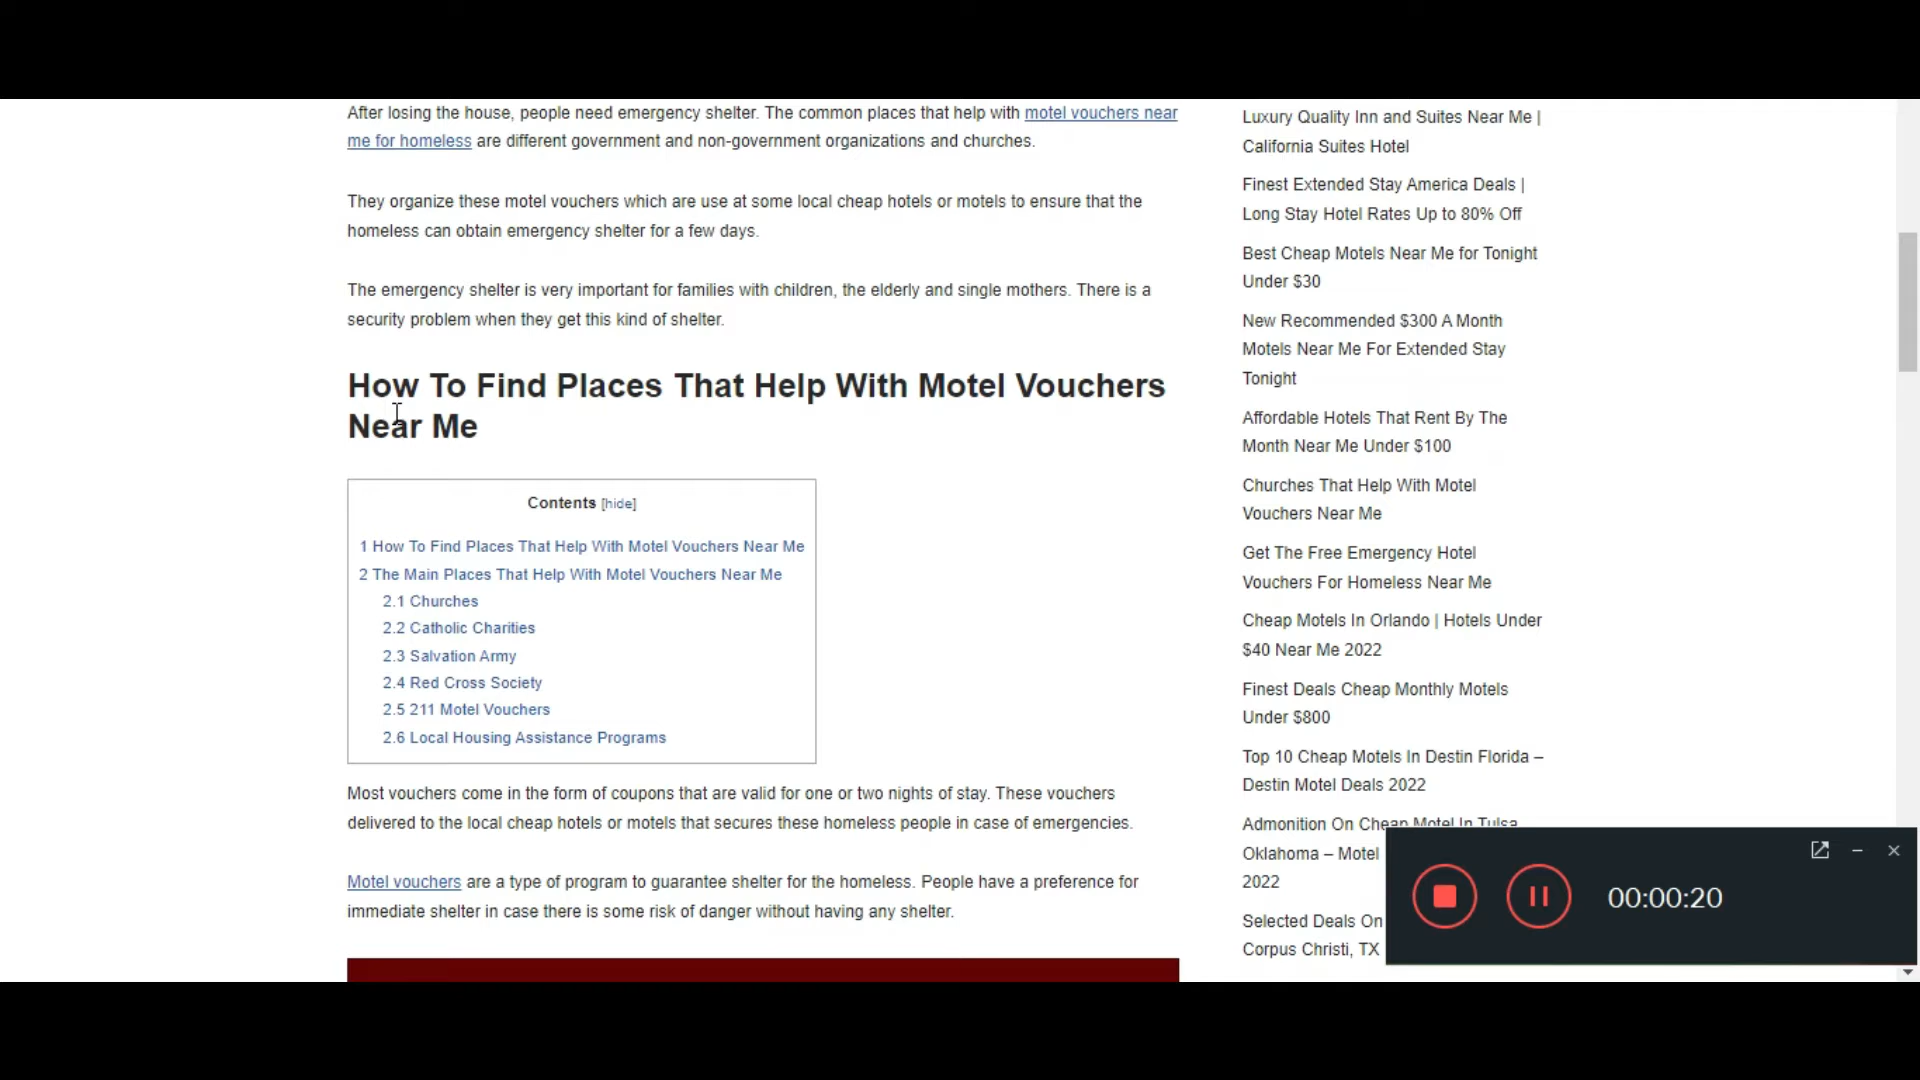 After losing the house, people need emergency shelter. The common places that help with motel vouchers near
me for homeless are different government and non-government organizations and churches.
They organize these motel vouchers which are use at some local cheap hotels or motels to ensure that the
homeless can obtain emergency shelter for a few days.
The emergency shelter is very important for families with children, the elderly and single mothers. There is a
security problem when they get this kind of shelter.
How To Find Places That Help With Motel Vouchers
Near Me
Contents [hide]
1 How To Find Places That Help With Motel Vouchers Near Me
2 The Main Places That Help With Motel Vouchers Near Me
2.1 Churches
2.2 Catholic Charities
2.3 Salvation Army
2.4 Red Cross Society
2.5 211 Motel Vouchers
2.6 Local Housing Assistance Programs
Most vouchers come in the form of coupons that are valid for one or two nights of stay. These vouchers
delivered to the local cheap hotels or motels that secures these homeless people in case of emergencies.
Motel vouchers are a type of program to guarantee shelter for the homeless. People have a preference for
immediate shelter in case there is some risk of danger without having any shelter.
Luxury Quality Inn and Suites Near Me |
California Suites Hotel
Finest Extended Stay America Deals |
Long Stay Hotel Rates Up to 80% Off
Best Cheap Motels Near Me for Tonight
Under $30
New Recommended $300 A Month
Motels Near Me For Extended Stay
Tonight
Affordable Hotels That Rent By The
Month Near Me Under $100
Churches That Help With Motel
Vouchers Near Me
Get The Free Emergency Hotel
Vouchers For Homeless Near Me
Cheap Motels In Orlando | Hotels Under
$40 Near Me 2022
Finest Deals Cheap Monthly Motels
Under $800
Top 10 Cheap Motels In Destin Florida –
Destin Motel Deals 2022
Admonition On Cheap Motel In Tulsa
Oklahoma – Motel
2022
Selected Deals On
Corpus Christi, TX
00:00:20